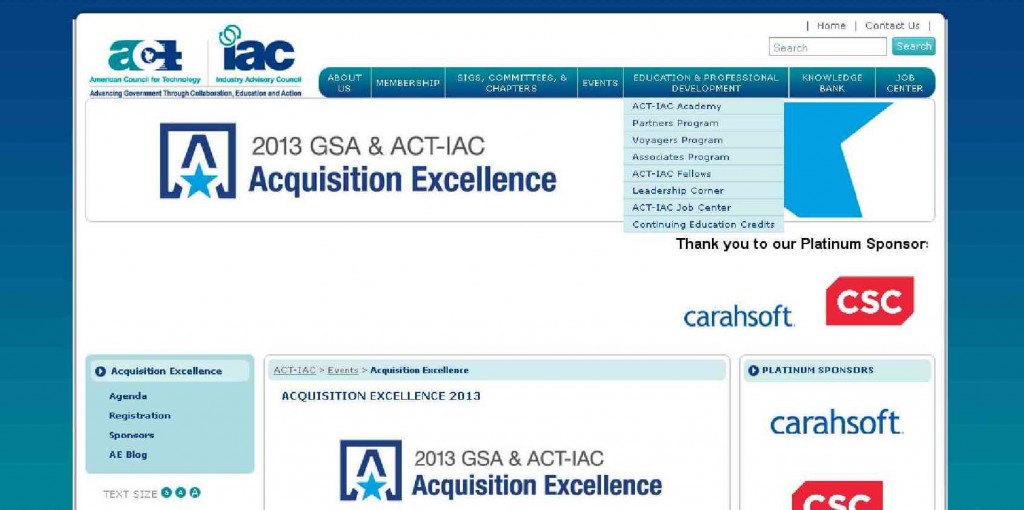 | Home | Contact Us |
Search Search
act iac
American Council for Technology Industry Advisory Council
Advancing Government Through Collaboration, Education and Action
ABOUT US
MEMBERSHIP
SIGS, COMMITTEES, & CHAPTERS
EVENTS
EDUCATION & PROFESSIONAL DEVELOPMENT
KNOWLEDGE BANK
JOB CENTER
ACT-IAC Academy
Partners Program
Voyagers Program
Associates Program
ACT-IAC Fellows
Leadership Corner
ACT-IAC Job Center
Continuing Education Credits
2013 GSA & ACT-IAC
Acquisition Excellence
Thank you to our Platinum Sponsors
carahsoft.
CSC
Acquisition Excellence
Agenda
Registration
Sponsors
AE Blog
TEXT SIZE A A A
ACT-IAC > Events > Acquisition Excellence
ACQUISITION EXCELLENCE 2013
2013 GSA & ACT-IAC
Acquisition Excellence
PLATINUM SPONSORS
carahsoft.
CSC